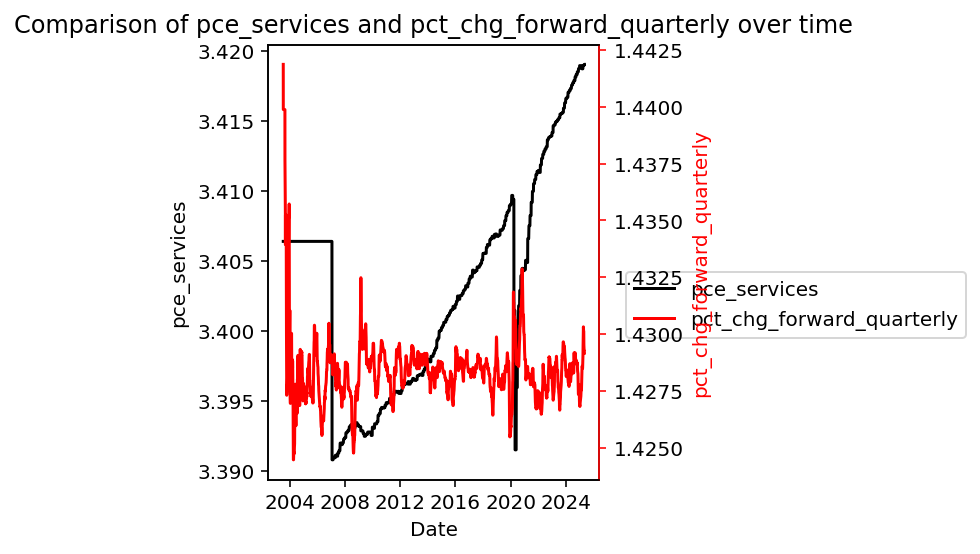 Comparison of pce_services and pct_chg_forward_quarterly over time
3.420
3.415
3.410
3.405
3.400
3.395
3.390
pce_services
1.4425
1.4400
1.4375
1.4350
1.4325
1.4300
1.4275
1.4250
pct_chg_forward_quarterly
pce_services
pct_chg_forward_quarterly
2004 2008 2012 2016 2020 2024
Date